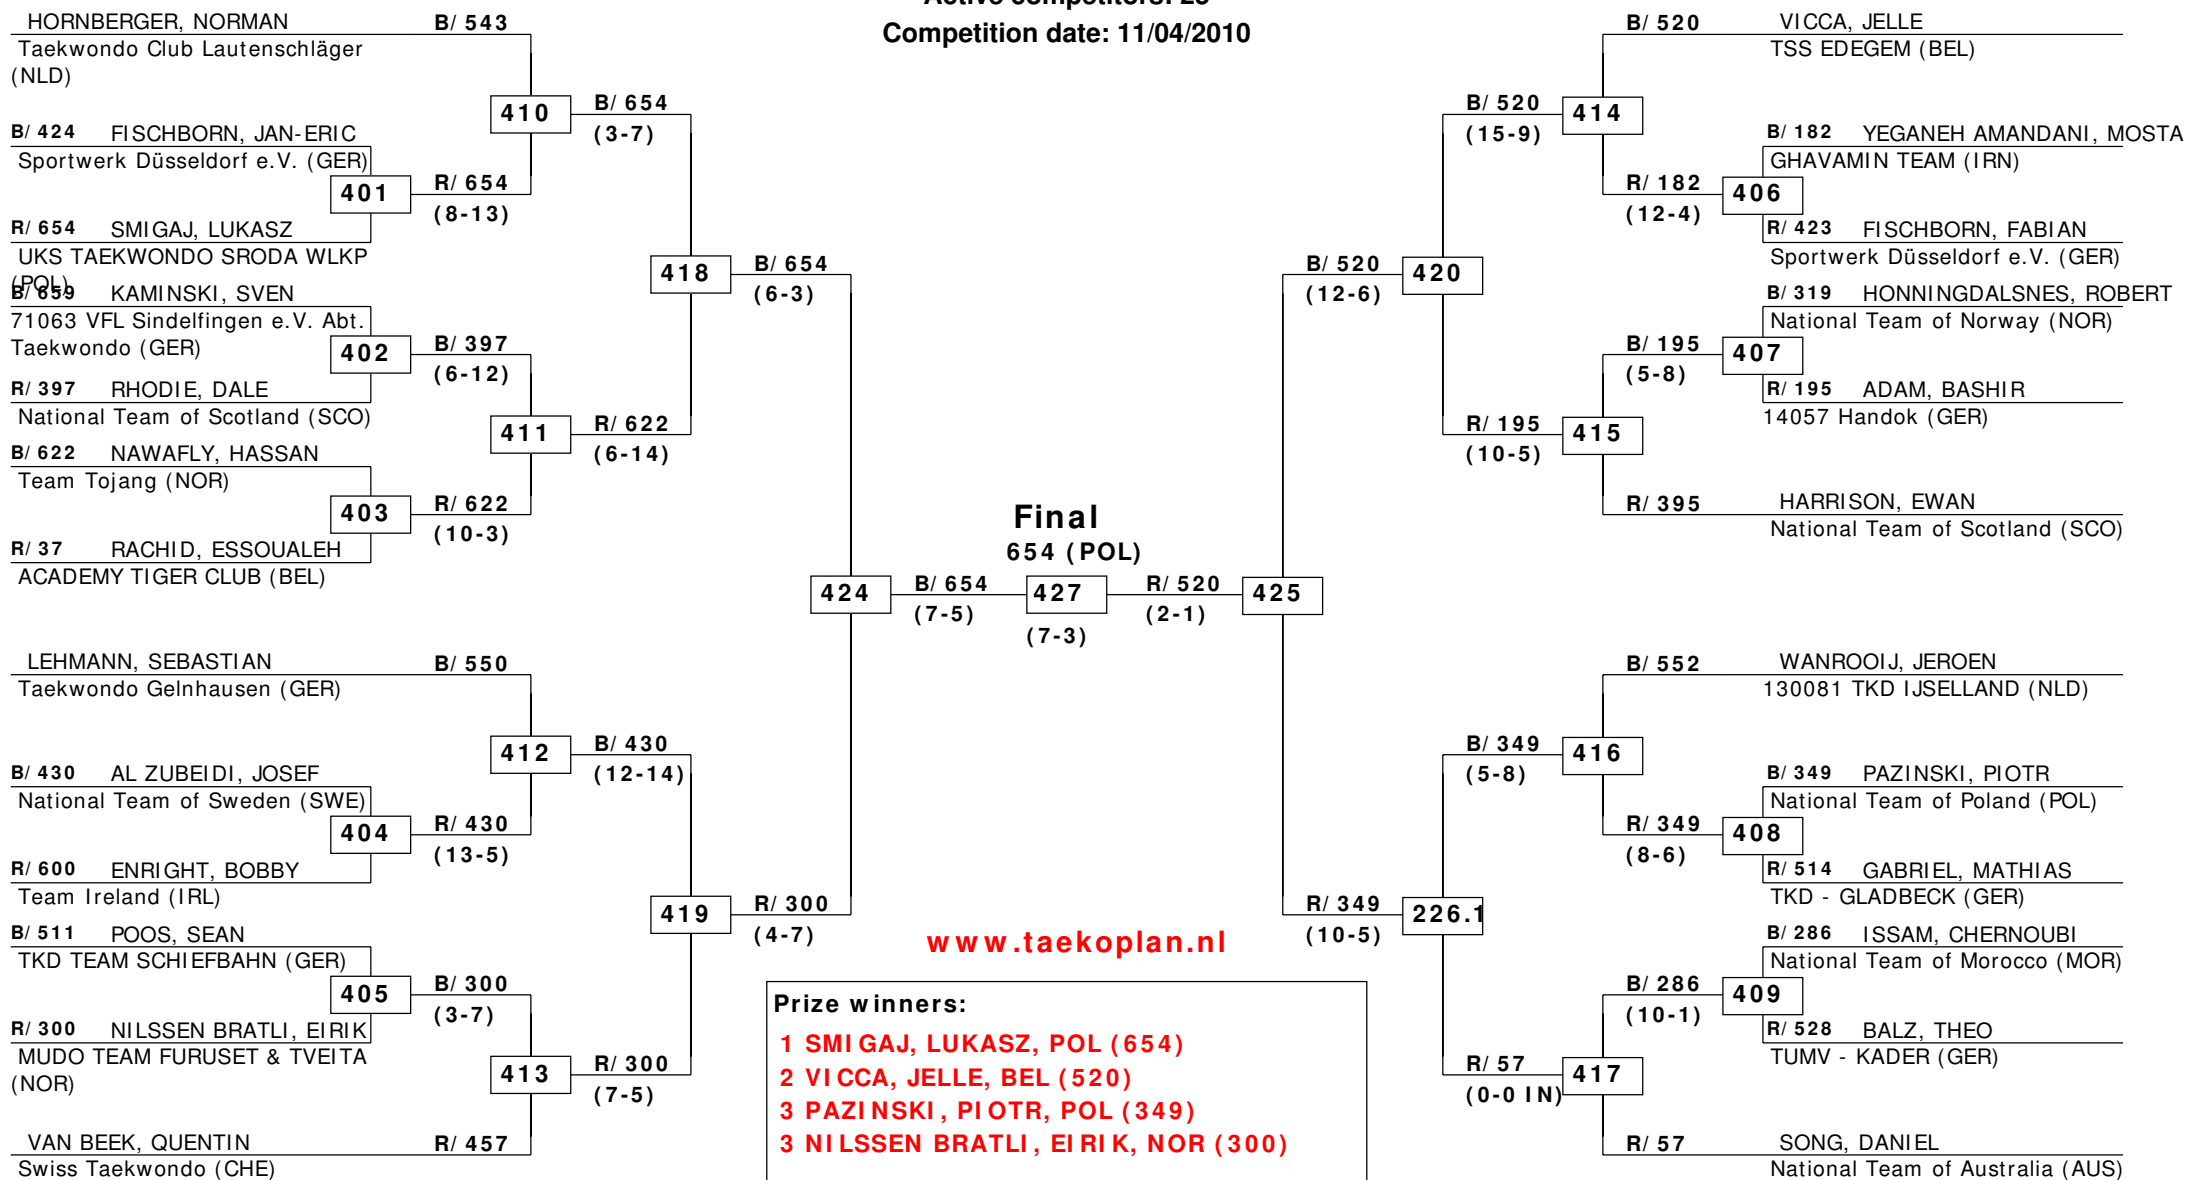 Active competitors: 23
Competition date: 11/04/2010
HORNBERGER, NORMAN B/ 543
Taekwondo Club Lautenschläger
(NLD)
410
B/ 654
(3-7)
B/ 424 FISCHBORN, JAN-ERIC
Sportwerk Düsseldorf e.V. (GER)
401
R/ 654
(8-13)
R/ 654 SMIGAJ, LUKASZ
UKS TAEKWONDO SRODA WLKP
(POL)
418
B/ 654
(6-3)
B/ 659 KAMINSKI, SVEN
71063 VFL Sindelfingen e.V. Abt.
Taekwondo (GER)
402
B/ 397
(6-12)
R/ 397 RHODIE, DALE
National Team of Scotland (SCO)
411
R/ 622
(6-14)
B/ 622 NAWAFLY, HASSAN
Team Tojang (NOR)
403
R/ 622
(10-3)
R/ 37 RACHID, ESSOUALEH
ACADEMY TIGER CLUB (BEL)
424
B/ 654
(7-5)
Final
654 (POL)
427
(7-3)
R/ 520
(2-1)
425
LEHMANN, SEBASTIAN B/ 550
Taekwondo Gelnhausen (GER)
412
B/ 430
(12-14)
B/ 430 AL ZUBEIDI, JOSEF
National Team of Sweden (SWE)
404
R/ 430
(13-5)
R/ 600 ENRIGHT, BOBBY
Team Ireland (IRL)
419
R/ 300
(4-7)
B/ 511 POOS, SEAN
TKD TEAM SCHIEFBAHN (GER)
405
B/ 300
(3-7)
R/ 300 NILSSEN BRATLI, EIRIK
MUDO TEAM FURUSET & TVEITA
(NOR)
413
R/ 300
(7-5)
VAN BEEK, QUENTIN R/ 457
Swiss Taekwondo (CHE)
B/ 520 VICCA, JELLE
TSS EDEGEM (BEL)
B/ 520
(15-9)
414
B/ 182 YEGANEH AMANDANI, MOSTA
GHAVAMIN TEAM (IRN)
R/ 182
(12-4)
406
R/ 423 FISCHBORN, FABIAN
Sportwerk Düsseldorf e.V. (GER)
B/ 520
(12-6)
420
B/ 319 HONNINGDALSNES, ROBERT
National Team of Norway (NOR)
B/ 195
(5-8)
407
R/ 195 ADAM, BASHIR
14057 Handok (GER)
R/ 195
(10-5)
415
R/ 395 HARRISON, EWAN
National Team of Scotland (SCO)
B/ 552 WANROOIJ, JEROEN
130081 TKD IJSELLAND (NLD)
B/ 349
(5-8)
416
B/ 349 PAZINSKI, PIOTR
National Team of Poland (POL)
R/ 349
(8-6)
408
R/ 514 GABRIEL, MATHIAS
TKD - GLADBECK (GER)
R/ 349
(10-5)
226.1
B/ 286 ISSAM, CHERNOUBI
National Team of Morocco (MOR)
B/ 286
(10-1)
409
R/ 528 BALZ, THEO
TUMV - KADER (GER)
R/ 57
(0-0 IN)
417
R/ 57 SONG, DANIEL
National Team of Australia (AUS)
www.taekoplan.nl
Prize winners:
1 SMIGAJ, LUKASZ, POL (654)
2 VICCA, JELLE, BEL (520)
3 PAZINSKI, PIOTR, POL (349)
3 NILSSEN BRATLI, EIRIK, NOR (300)